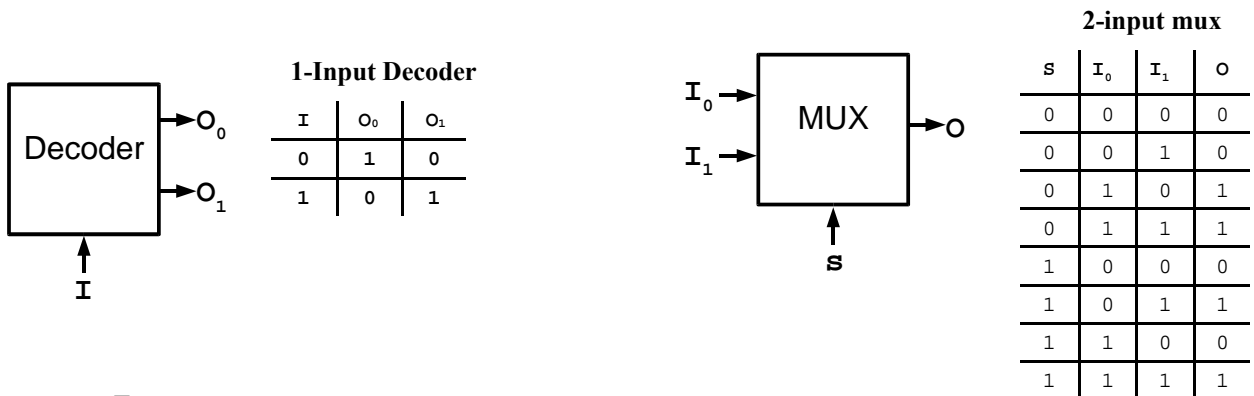 Decoder
O₀
O₁
I
1-Input Decoder
I O₀ O₁
0 1 0
1 0 1
I₀
I₁
MUX
O
S
2-input mux
S I₀ I₁ O
0 0 0 0
0 0 1 0
0 1 0 1
0 1 1 1
1 0 0 0
1 0 1 1
1 1 0 0
1 1 1 1